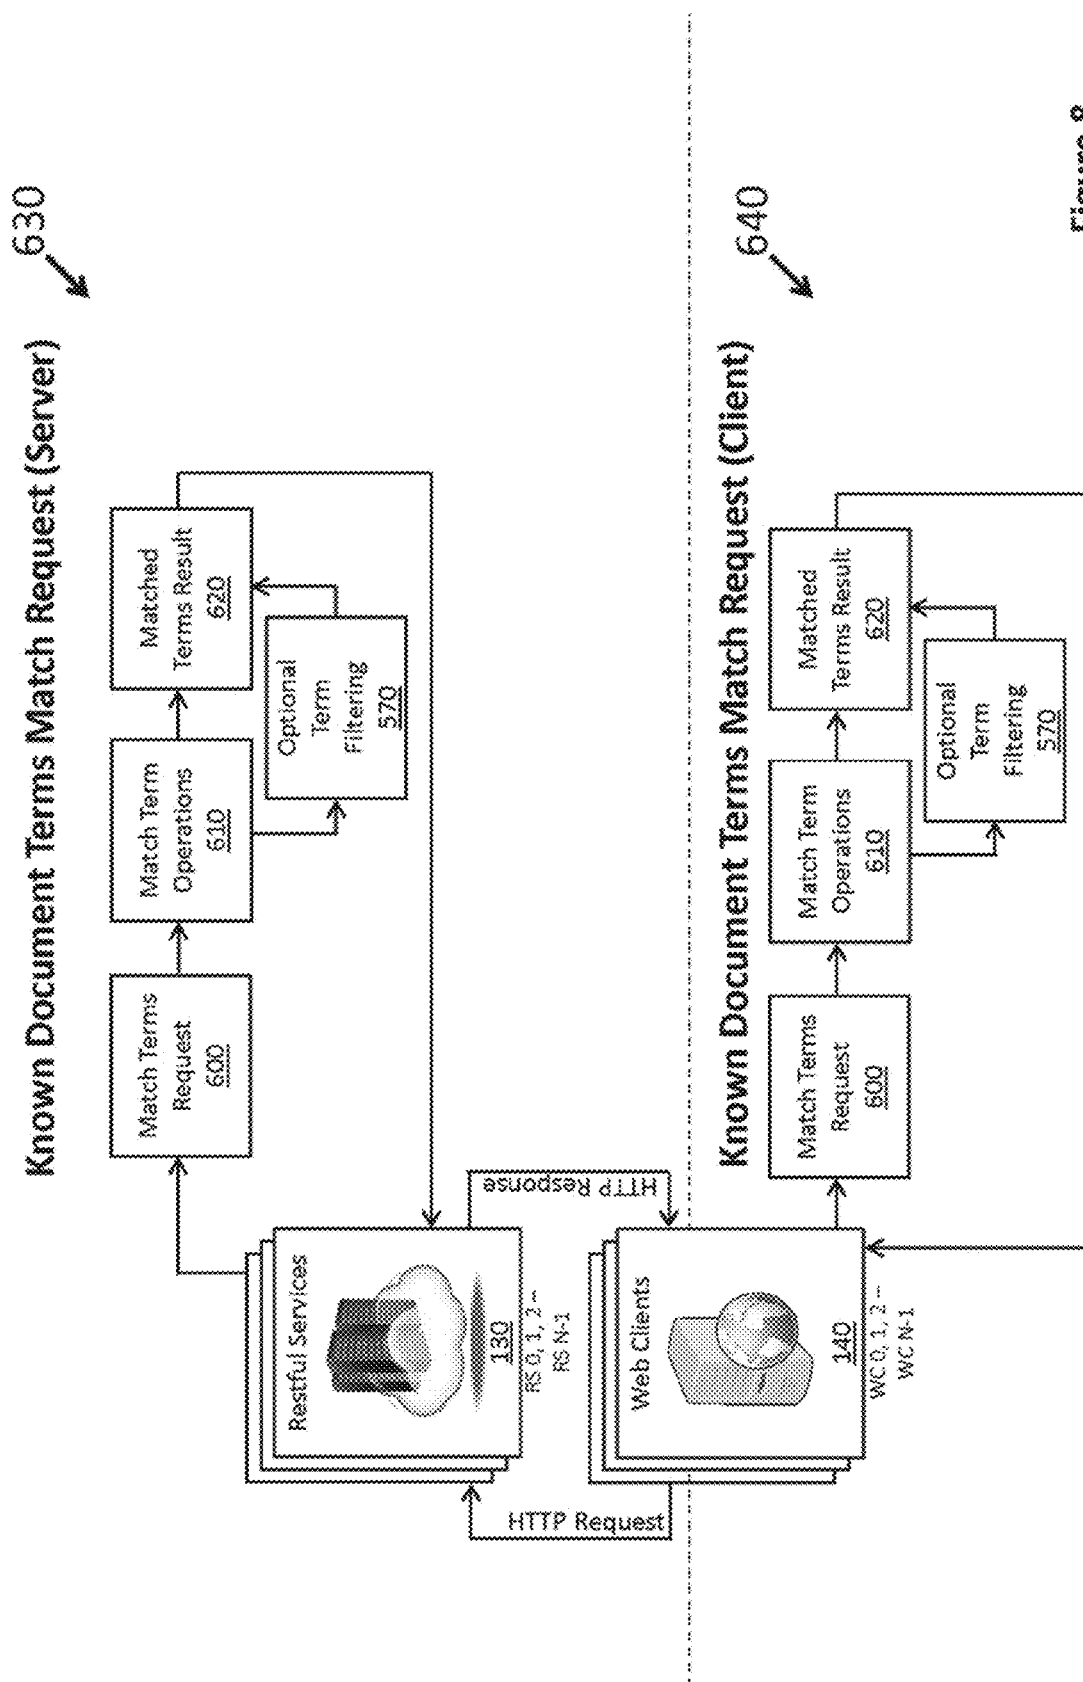 Known Document Terms Match Request (Server)
630
Restful Services
130
RS 0, 1, 2 –
RS N-1
Match Terms
Request
600
Match Term
Operations
610
Matched
Terms Result
620
Optional
Term
Filtering
570
HTTP Request
HTTP Response
Known Document Terms Match Request (Client)
640
Web Clients
140
WC 0, 1, 2 –
WC N-1
Match Terms
Request
600
Match Term
Operations
610
Matched
Terms Result
620
Optional
Term
Filtering
570
Figure 8